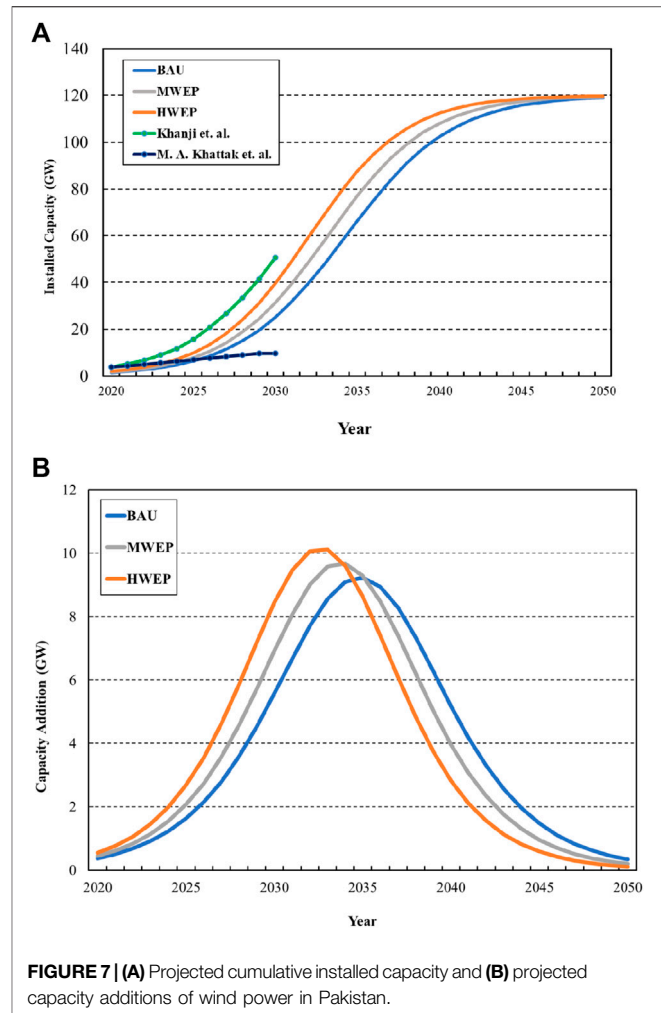 A
140
120
100
80
60
40
20
0
Installed Capacity (GW)
BAU
MWEP
HWEP
Khanji et. al.
M. A. Khattak et. al.
2020
2025
2030
2035
2040
2045
2050
Year
B
12
10
8
6
4
2
0
Capacity Addition (GW)
BAU
MWEP
HWEP
2020
2025
2030
2035
2040
2045
2050
Year
FIGURE 7 | (A) Projected cumulative installed capacity and (B) projected
capacity additions of wind power in Pakistan.